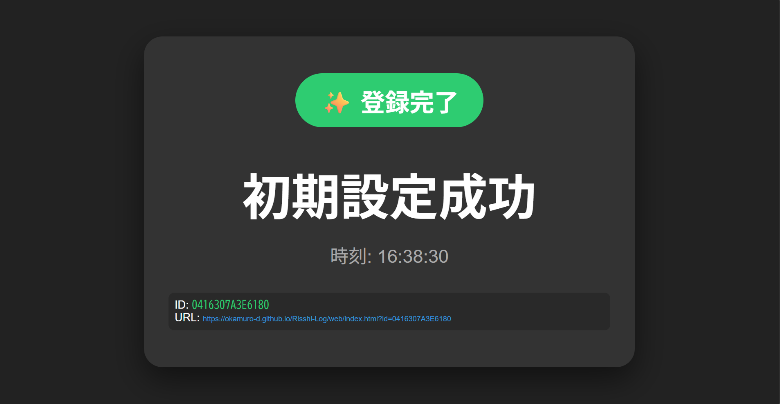 ✨ 登録完了
初期設定成功
時刻: 16:38:30
ID: 0416307A3E6180
URL: https://okamuro-d.github.io/Risshi-Log/web/index.html?id=0416307A3E6180